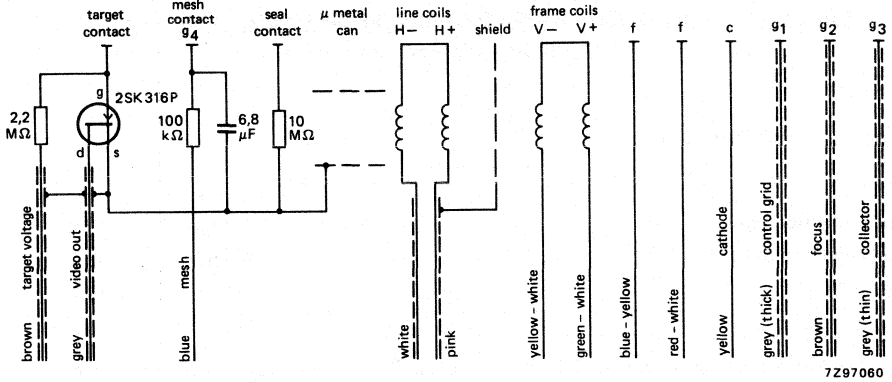 target
contact
mesh
contact
g4
seal
contact
μ metal
can
line coils
H− H+
shield
frame coils
V− V+
f
f
c
g1
g2
g3
g
2SK316P
d
s
2,2
MΩ
100
kΩ
6,8
μF
10
MΩ
brown target voltage
grey video out
blue mesh
white
pink
yellow – white
green – white
blue – yellow
red – white
yellow cathode
grey (thick) control grid
brown focus
grey (thin) collector
7Z97060